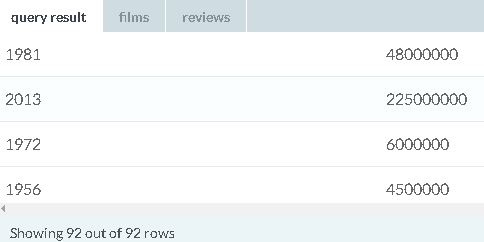 query result films reviews
1981 48000000
2013 225000000
1972 6000000
1956 4500000
Showing 92 out of 92 rows